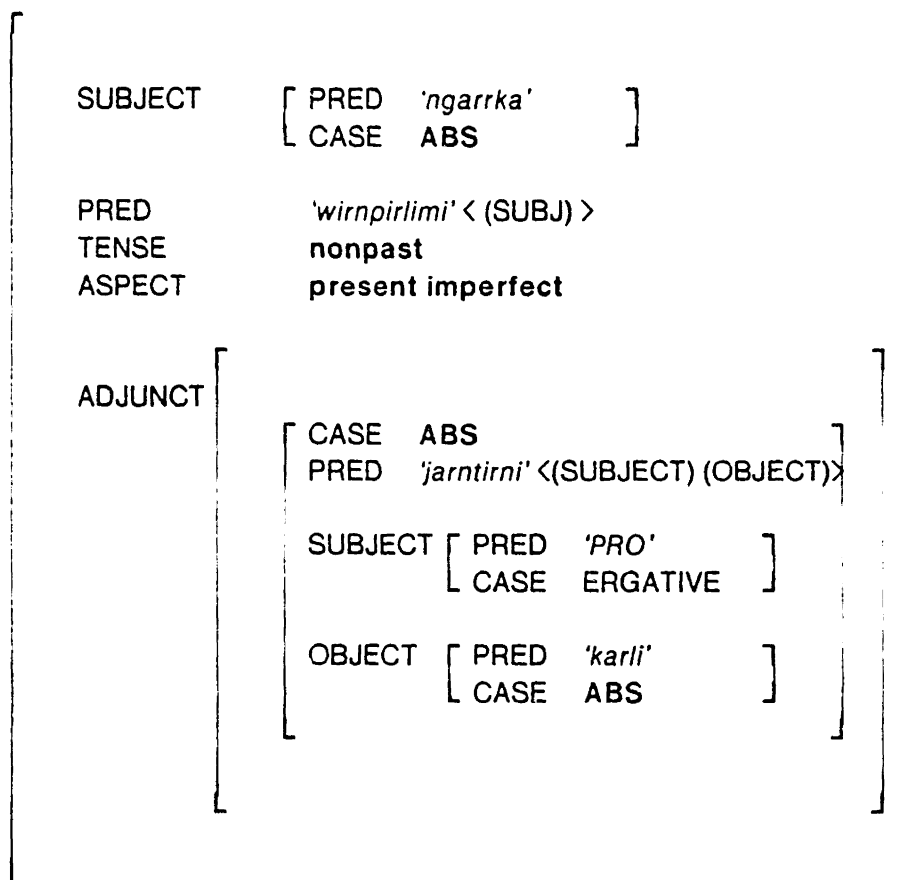 SUBJECT [ PRED 'ngarrka' ]
[ CASE ABS ]
PRED 'wirnpirlimi' < (SUBJ) >
TENSE nonpast
ASPECT present imperfect
ADJUNCT
CASE ABS
PRED 'jarntirni' <(SUBJECT) (OBJECT)>
SUBJECT [ PRED 'PRO' ]
[ CASE ERGATIVE ]
OBJECT [ PRED 'karli' ]
[ CASE ABS ]